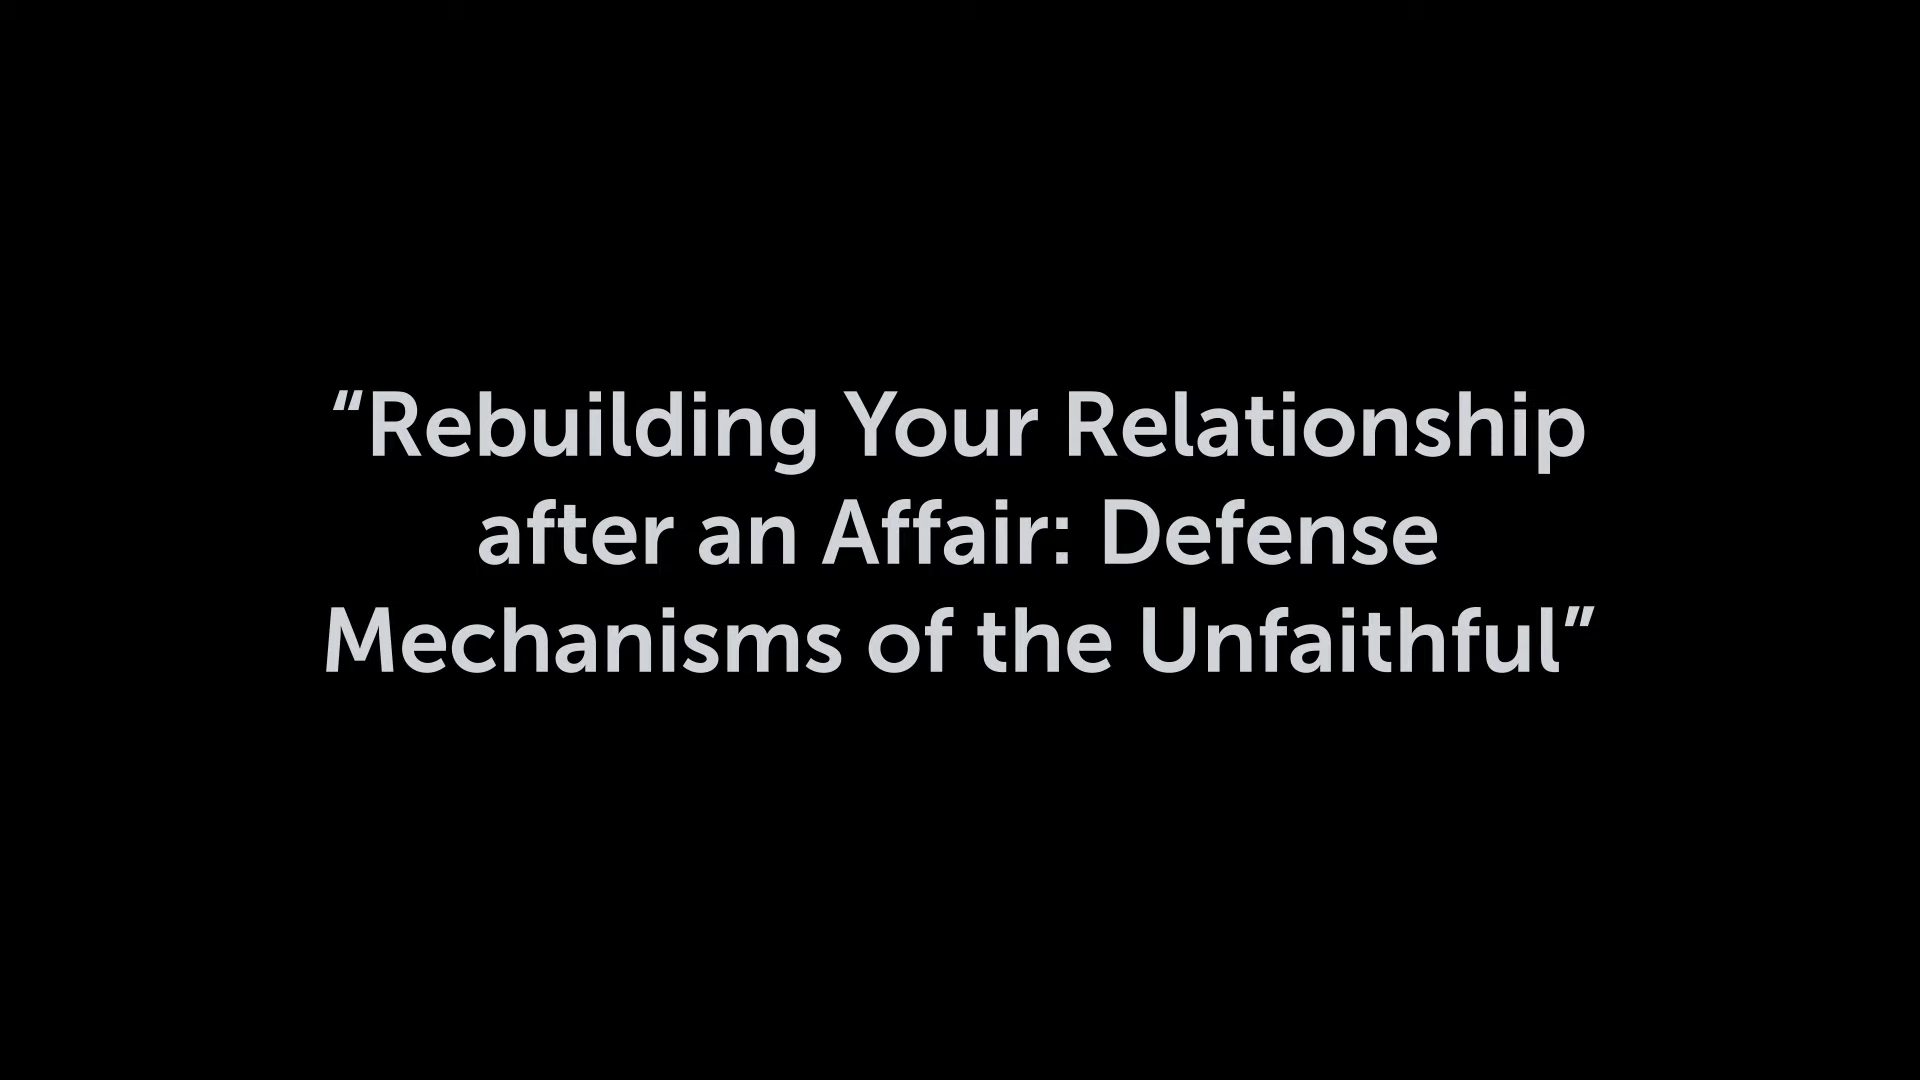 “Rebuilding Your Relationship
after an Affair: Defense
Mechanisms of the Unfaithful”